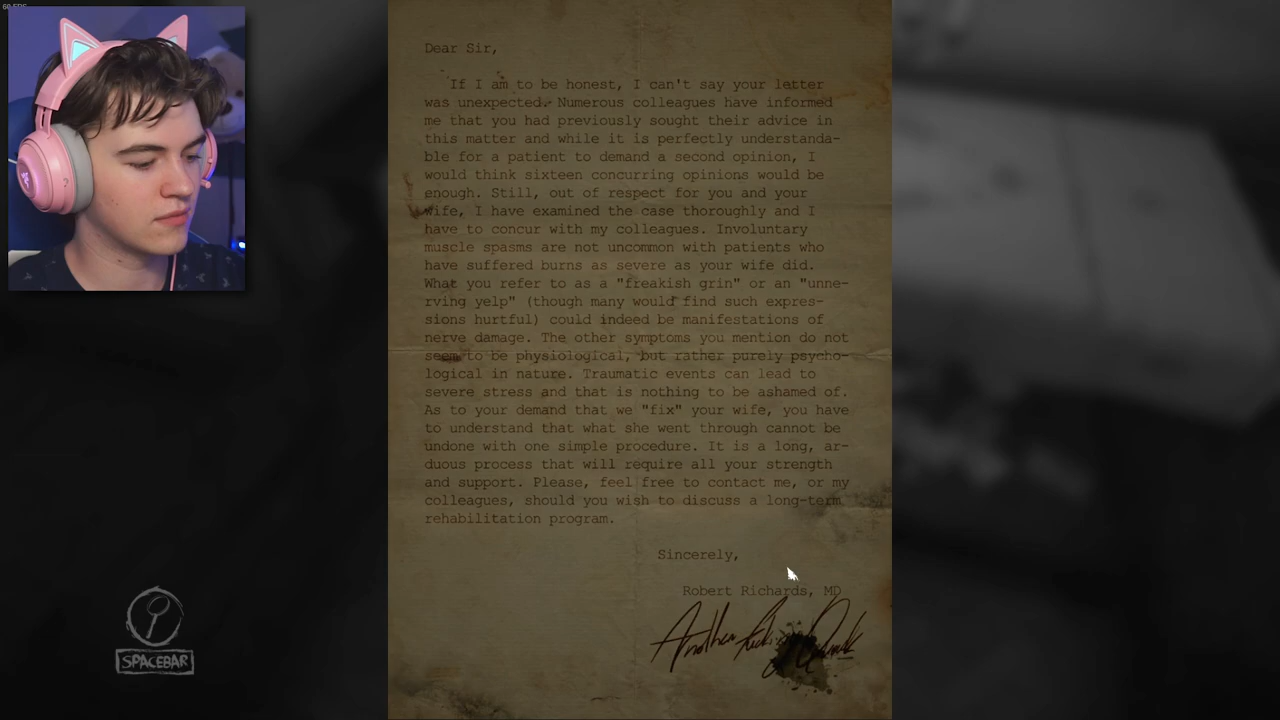 60 FPS
Dear Sir,
If I am to be honest, I can't say your letter
was unexpected. Numerous colleagues have informed
me that you had previously sought their advice in
this matter and while it is perfectly understanda-
ble for a patient to demand a second opinion, I
would think sixteen concurring opinions would be
enough. Still, out of respect for you and your
wife, I have examined the case thoroughly and I
have to concur with my colleagues. Involuntary
muscle spasms are not uncommon with patients who
have suffered burns as severe as your wife did.
What you refer to as a "freakish grin" or an "unne-
rving yelp" (though many would find such expres-
sions hurtful) could indeed be manifestations of
nerve damage. The other symptoms you mention do not
seem to be physiological, but rather purely psycho-
logical in nature. Traumatic events can lead to
severe stress and that is nothing to be ashamed of.
As to your demand that we "fix" your wife, you have
to understand that what she went through cannot be
undone with one simple procedure. It is a long, ar-
duous process that will require all your strength
and support. Please, feel free to contact me, or my
colleagues, should you wish to discuss a long-term
rehabilitation program.
Sincerely,
Robert Richards, MD
Another
SPACEBAR